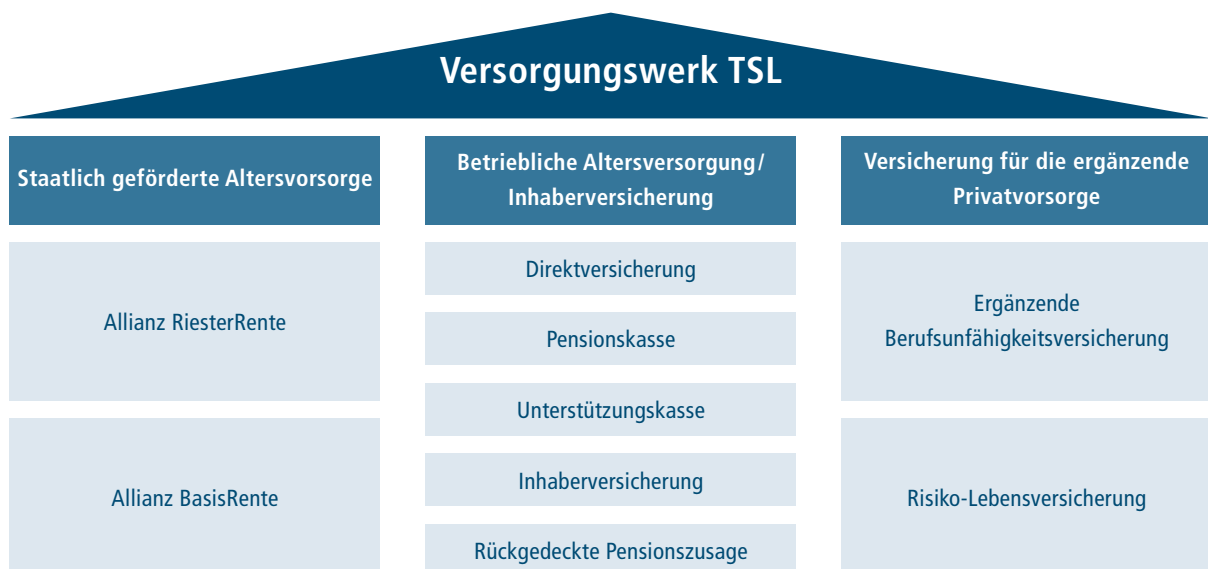 Versorgungswerk TSL
Staatlich geförderte Altersvorsorge
Allianz RiesterRente
Allianz BasisRente
Betriebliche Altersversorgung/
Inhaberversicherung
Direktversicherung
Pensionskasse
Unterstützungskasse
Inhaberversicherung
Rückgedeckte Pensionszusage
Versicherung für die ergänzende
Privatvorsorge
Ergänzende
Berufsunfähigkeitsversicherung
Risiko-Lebensversicherung